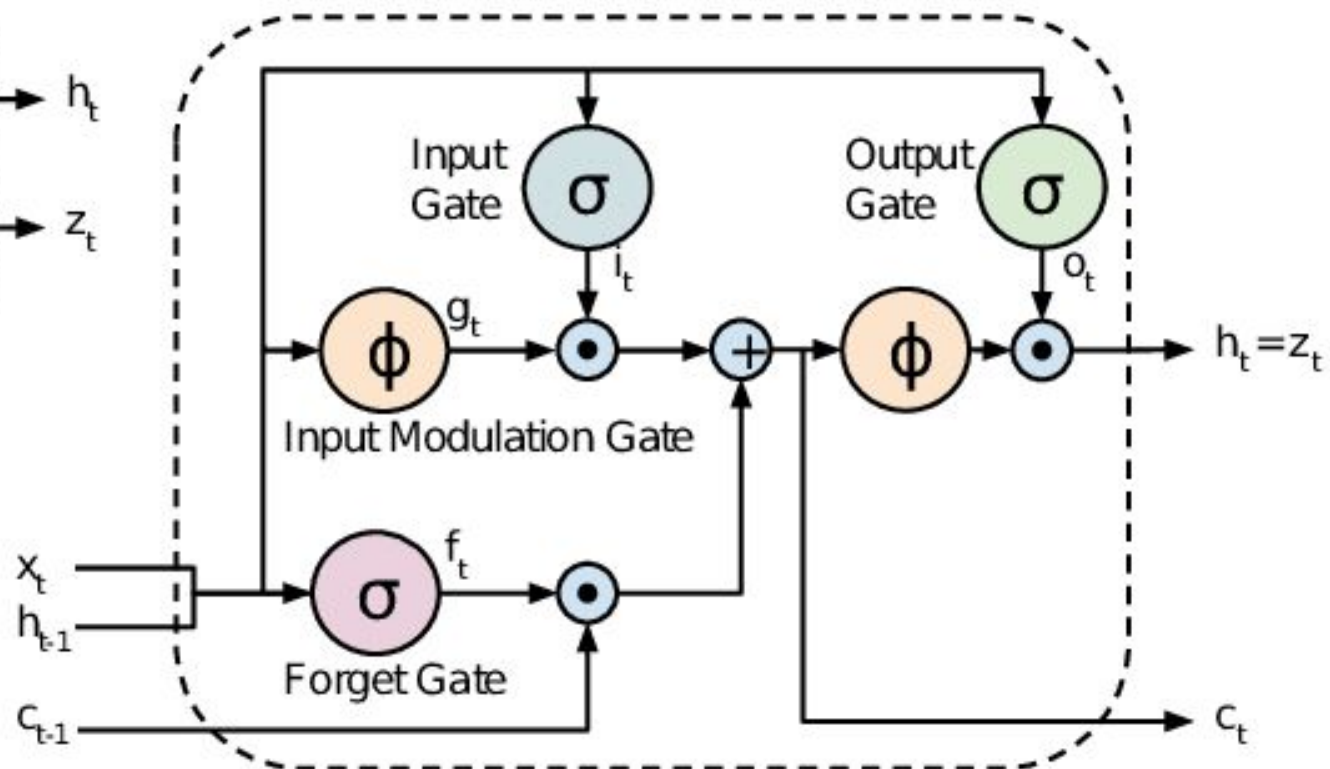 h_t
z_t
Input
Gate
σ
i_t
Output
Gate
σ
o_t
ϕ
g_t
Input Modulation Gate
+
ϕ
h_t=z_t
x_t
h_t-1
σ
f_t
Forget Gate
c_t-1
c_t